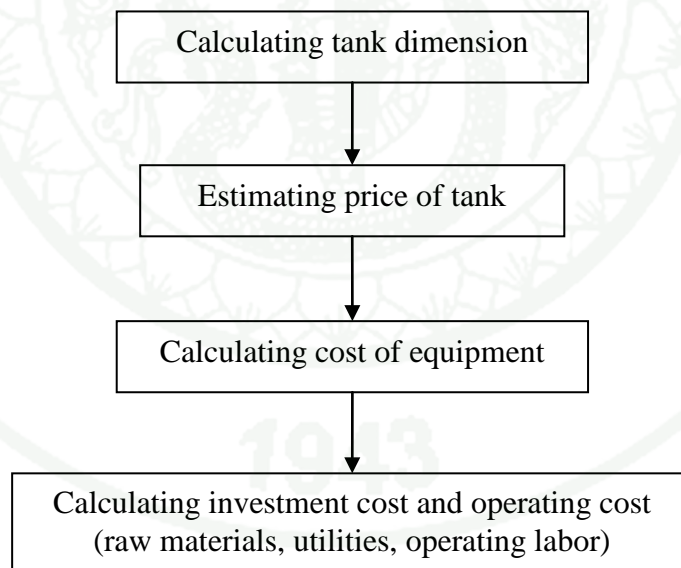 Calculating tank dimension
Estimating price of tank
Calculating cost of equipment
1943
Calculating investment cost and operating cost
(raw materials, utilities, operating labor)